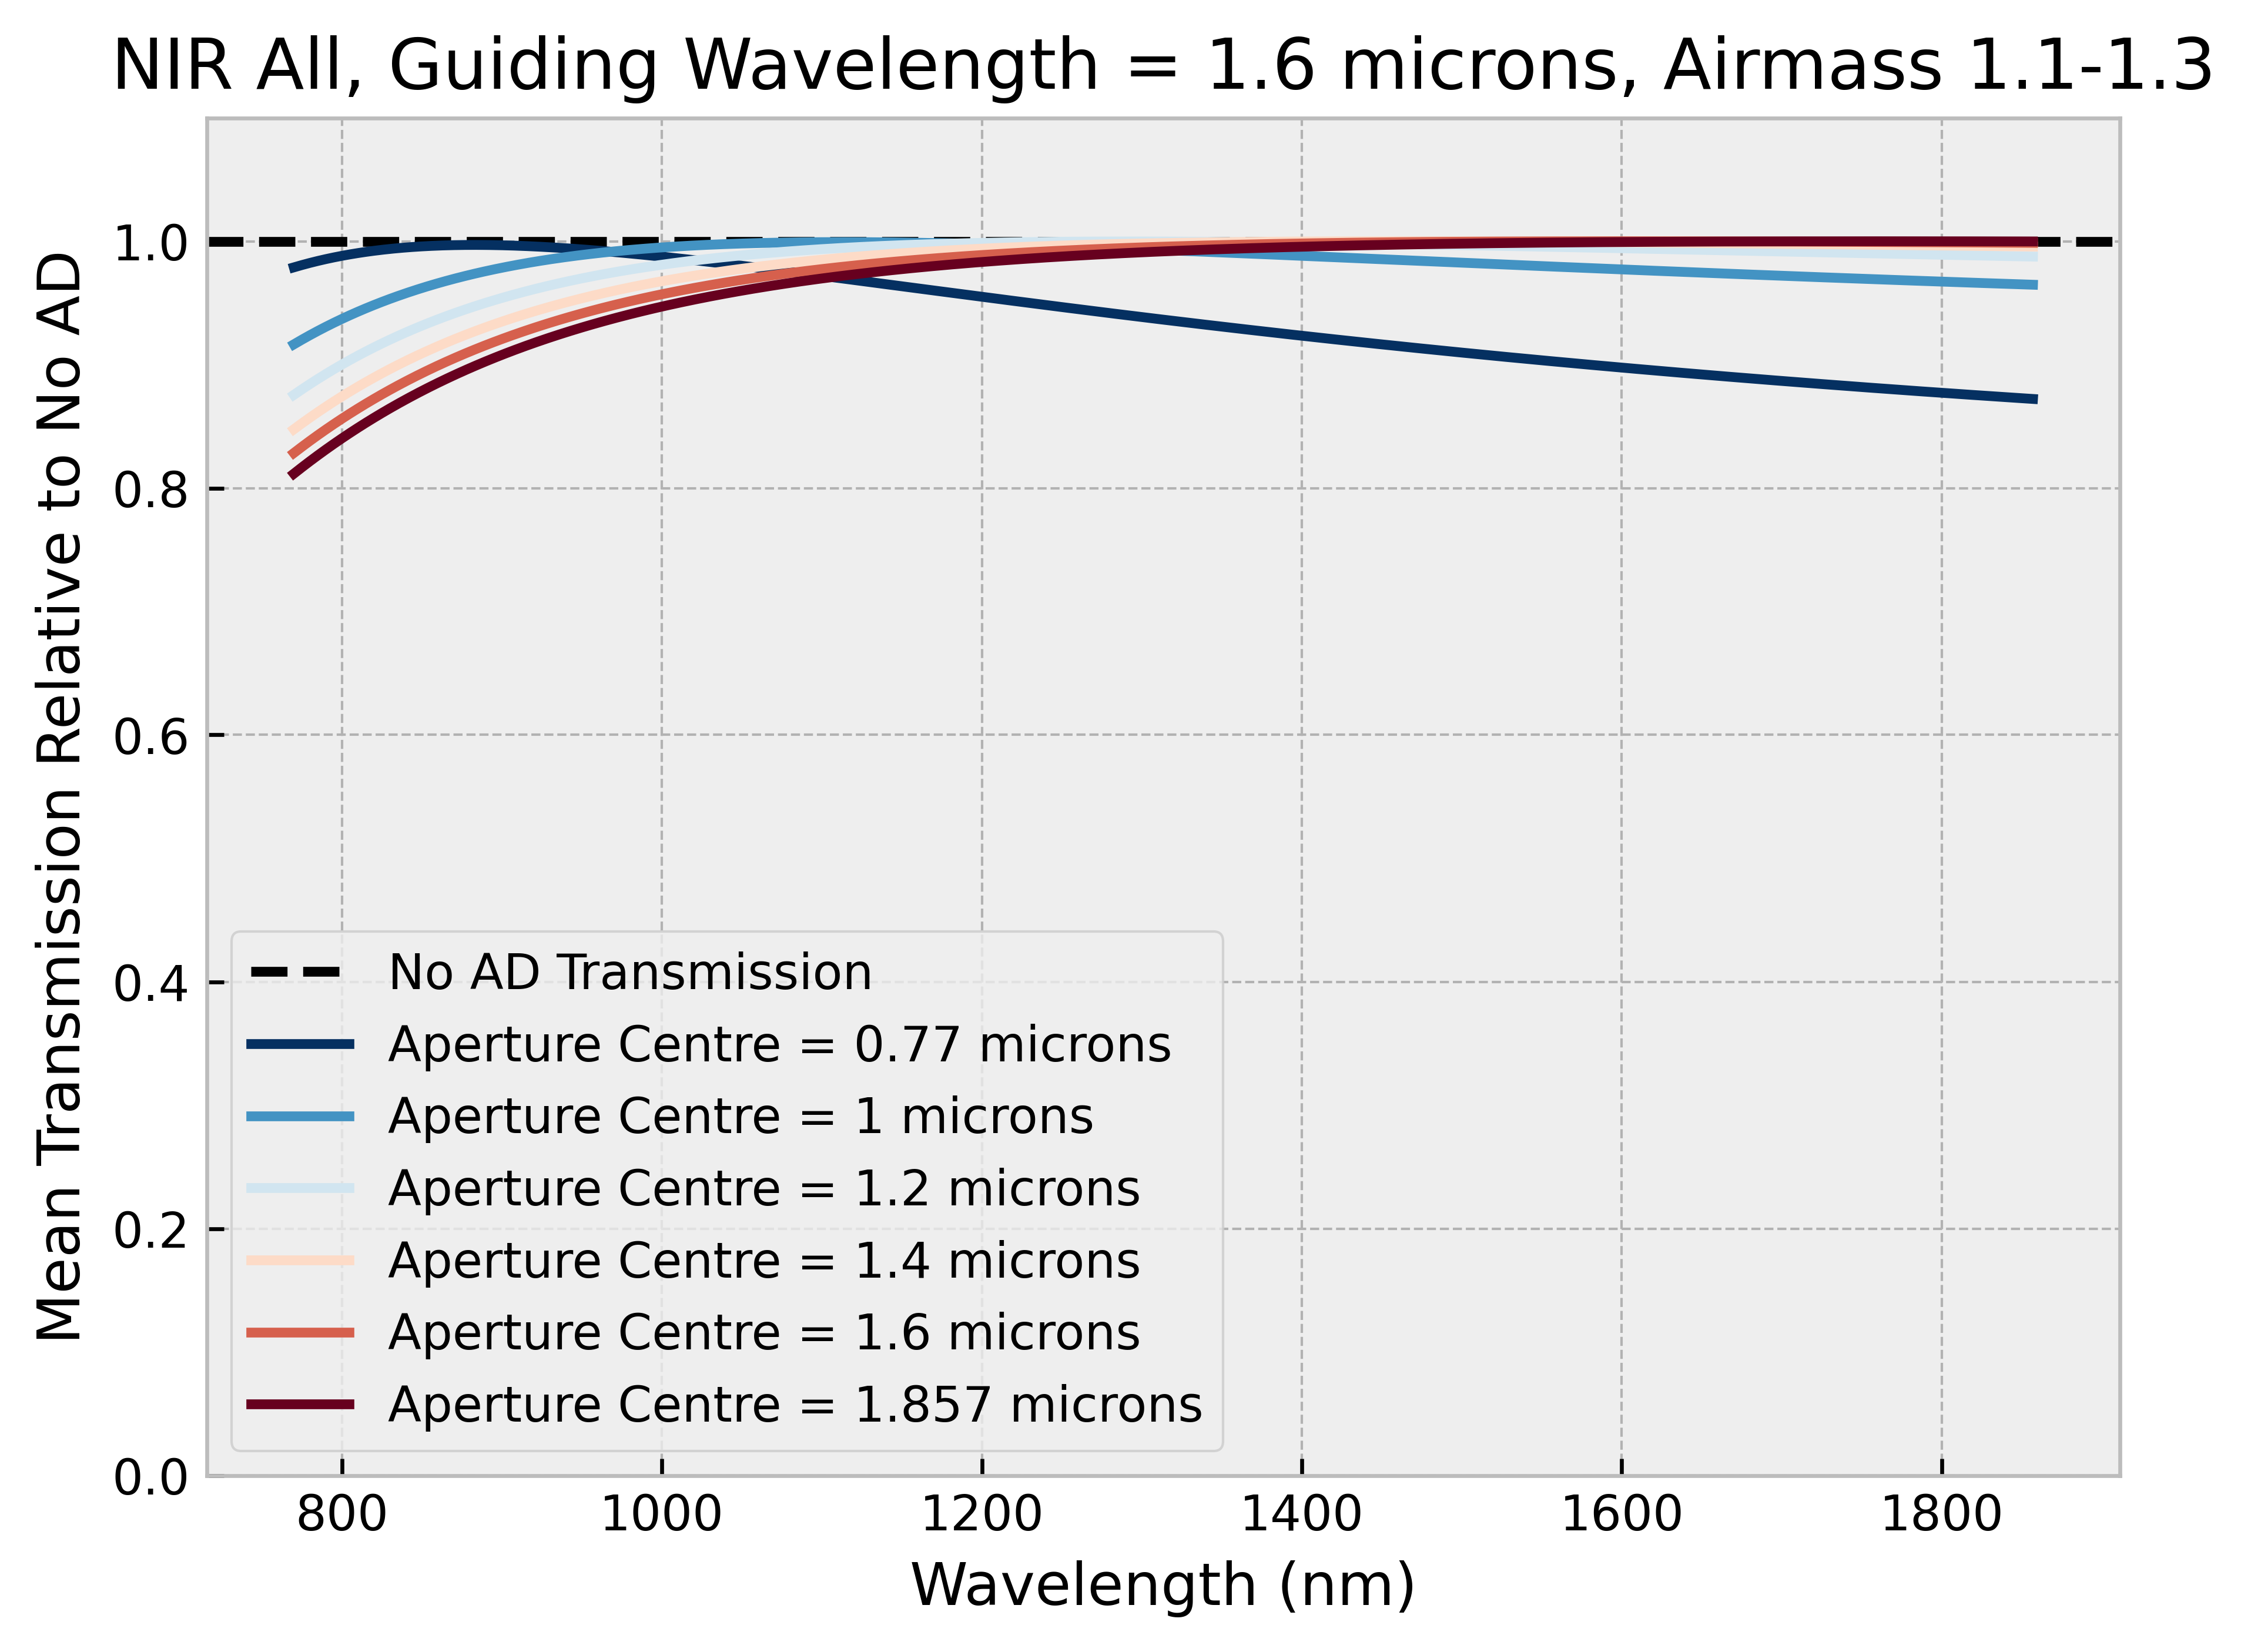 NIR All, Guiding Wavelength = 1.6 microns, Airmass 1.1-1.3
Mean Transmission Relative to No AD
1.0
0.8
0.6
0.4
0.2
0.0
No AD Transmission
Aperture Centre = 0.77 microns
Aperture Centre = 1 microns
Aperture Centre = 1.2 microns
Aperture Centre = 1.4 microns
Aperture Centre = 1.6 microns
Aperture Centre = 1.857 microns
800 1000 1200 1400 1600 1800
Wavelength (nm)